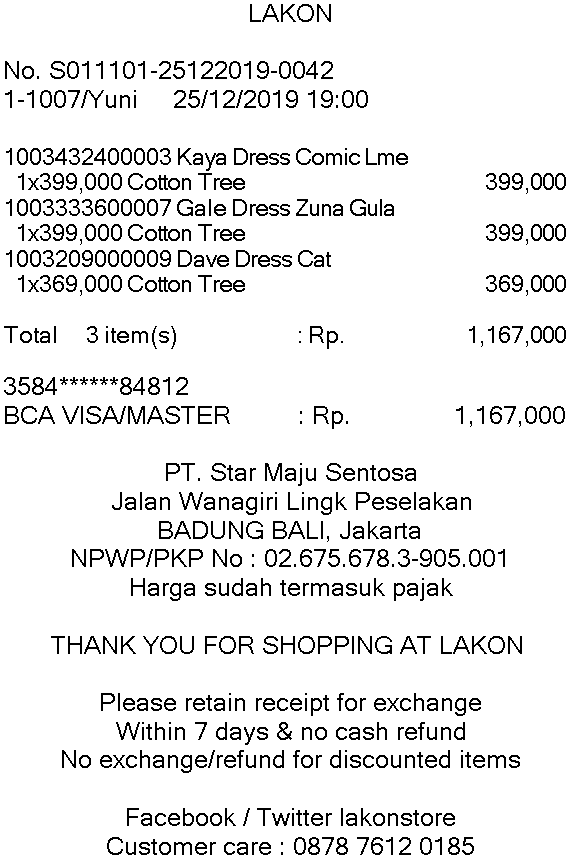 LAKON
No. S011101-25122019-0042
1-1007/Yuni 25/12/2019 19:00
1003432400003 Kaya Dress Comic Lme
1x399,000 Cotton Tree 399,000
1003333600007 Gale Dress Zuna Gula
1x399,000 Cotton Tree 399,000
1003209000009 Dave Dress Cat
1x369,000 Cotton Tree 369,000
Total 3 item(s) : Rp. 1,167,000
3584******84812
BCA VISA/MASTER : Rp. 1,167,000
PT. Star Maju Sentosa
Jalan Wanagiri Lingk Peselakan
BADUNG BALI, Jakarta
NPWP/PKP No : 02.675.678.3-905.001
Harga sudah termasuk pajak
THANK YOU FOR SHOPPING AT LAKON
Please retain receipt for exchange
Within 7 days & no cash refund
No exchange/refund for discounted items
Facebook / Twitter lakonstore
Customer care : 0878 7612 0185